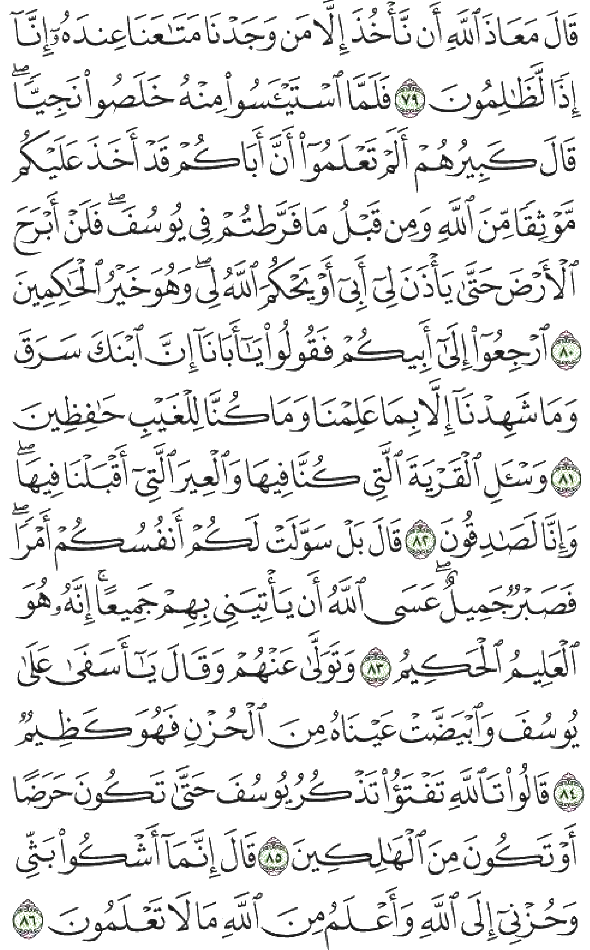 قَالَ مَعَاذَ ٱللَّهِ أَن نَّأْخُذَ إِلَّا مَن وَجَدْنَا مَتَٰعَنَا عِندَهُۥٓ إِنَّآ
إِذًا لَّظَٰلِمُونَ ٧٩ فَلَمَّا ٱسْتَيْـَٔسُوا۟ مِنْهُ خَلَصُوا۟ نَجِيًّا ۖ
قَالَ كَبِيرُهُمْ أَلَمْ تَعْلَمُوٓا۟ أَنَّ أَبَاكُمْ قَدْ أَخَذَ عَلَيْكُم
مَّوْثِقًا مِّنَ ٱللَّهِ وَمِن قَبْلُ مَا فَرَّطتُمْ فِى يُوسُفَ ۖ فَلَنْ أَبْرَحَ
ٱلْأَرْضَ حَتَّىٰ يَأْذَنَ لِىٓ أَبِىٓ أَوْ يَحْكُمَ ٱللَّهُ لِى ۖ وَهُوَ خَيْرُ ٱلْحَٰكِمِينَ
٨٠ ٱرْجِعُوٓا۟ إِلَىٰٓ أَبِيكُمْ فَقُولُوا۟ يَٰٓأَبَانَآ إِنَّ ٱبْنَكَ سَرَقَ
وَمَا شَهِدْنَآ إِلَّا بِمَا عَلِمْنَا وَمَا كُنَّا لِلْغَيْبِ حَٰفِظِينَ
٨١ وَسْـَٔلِ ٱلْقَرْيَةَ ٱلَّتِى كُنَّا فِيهَا وَٱلْعِيرَ ٱلَّتِىٓ أَقْبَلْنَا فِيهَا ۖ
وَإِنَّا لَصَٰدِقُونَ ٨٢ قَالَ بَلْ سَوَّلَتْ لَكُمْ أَنفُسُكُمْ أَمْرًا ۖ
فَصَبْرٌ جَمِيلٌ ۖ عَسَى ٱللَّهُ أَن يَأْتِيَنِى بِهِمْ جَمِيعًا ۚ إِنَّهُۥ هُوَ
ٱلْعَلِيمُ ٱلْحَكِيمُ ٨٣ وَتَوَلَّىٰ عَنْهُمْ وَقَالَ يَٰٓأَسَفَىٰ عَلَىٰ
يُوسُفَ وَٱبْيَضَّتْ عَيْنَاهُ مِنَ ٱلْحُزْنِ فَهُوَ كَظِيمٌ
٨٤ قَالُوا۟ تَٱللَّهِ تَفْتَؤُا۟ تَذْكُرُ يُوسُفَ حَتَّىٰ تَكُونَ حَرَضًا
أَوْ تَكُونَ مِنَ ٱلْهَٰلِكِينَ ٨٥ قَالَ إِنَّمَآ أَشْكُوا۟ بَثِّى
وَحُزْنِىٓ إِلَى ٱللَّهِ وَأَعْلَمُ مِنَ ٱللَّهِ مَا لَا تَعْلَمُونَ ٨٦